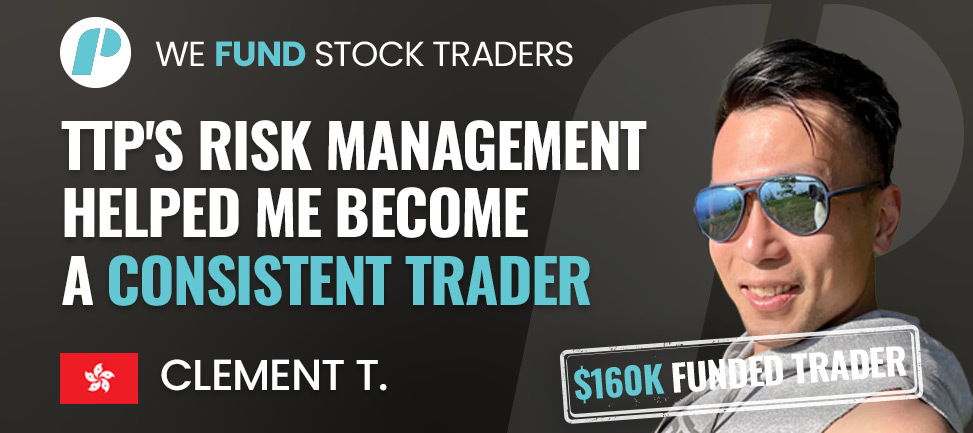 WE FUND STOCK TRADERS
TTP'S RISK MANAGEMENT
HELPED ME BECOME
A CONSISTENT TRADER
CLEMENT T.
$160K FUNDED TRADER